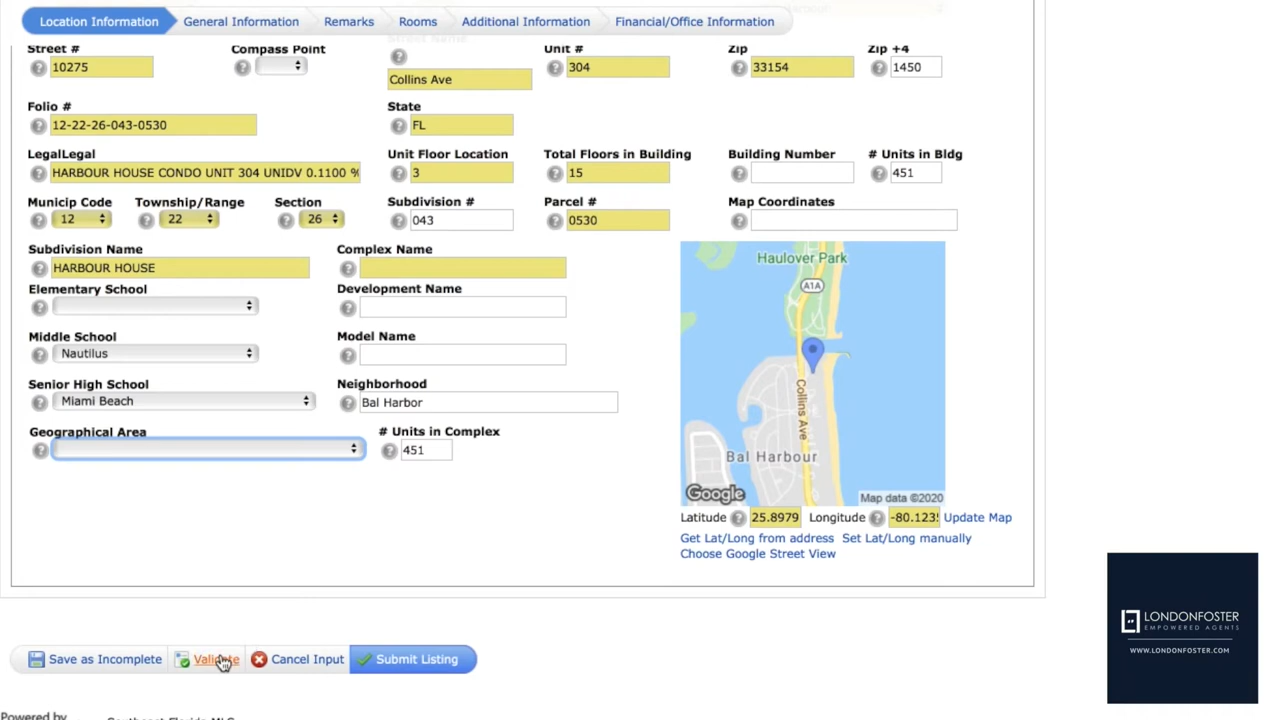 Location Information General Information Remarks Rooms Additional Information Financial/Office Information
Street # Compass Point Street Name Unit # Zip Zip +4
10275 Collins Ave 304 33154 1450
Folio # State
12-22-26-043-0530 FL
LegalLegal Unit Floor Location Total Floors in Building Building Number # Units in Bldg
HARBOUR HOUSE CONDO UNIT 304 UNIDV 0.1100 % 3 15 451
Municip Code Township/Range Section Subdivision # Parcel # Map Coordinates
12 22 26 043 0530
Subdivision Name Complex Name
HARBOUR HOUSE
Elementary School Development Name
Middle School Model Name
Nautilus
Senior High School Neighborhood
Miami Beach Bal Harbor
Geographical Area # Units in Complex
451
Haulover Park
A1A
Collins Ave
Bal Harbour
Google Map data ©2020
Latitude 25.8979 Longitude -80.123! Update Map
Get Lat/Long from address Set Lat/Long manually
Choose Google Street View
Save as Incomplete Validate Cancel Input Submit Listing
Powered by Southeast Florida MLS
LONDONFOSTER
EMPOWERED AGENTS
WWW.LONDONFOSTER.COM